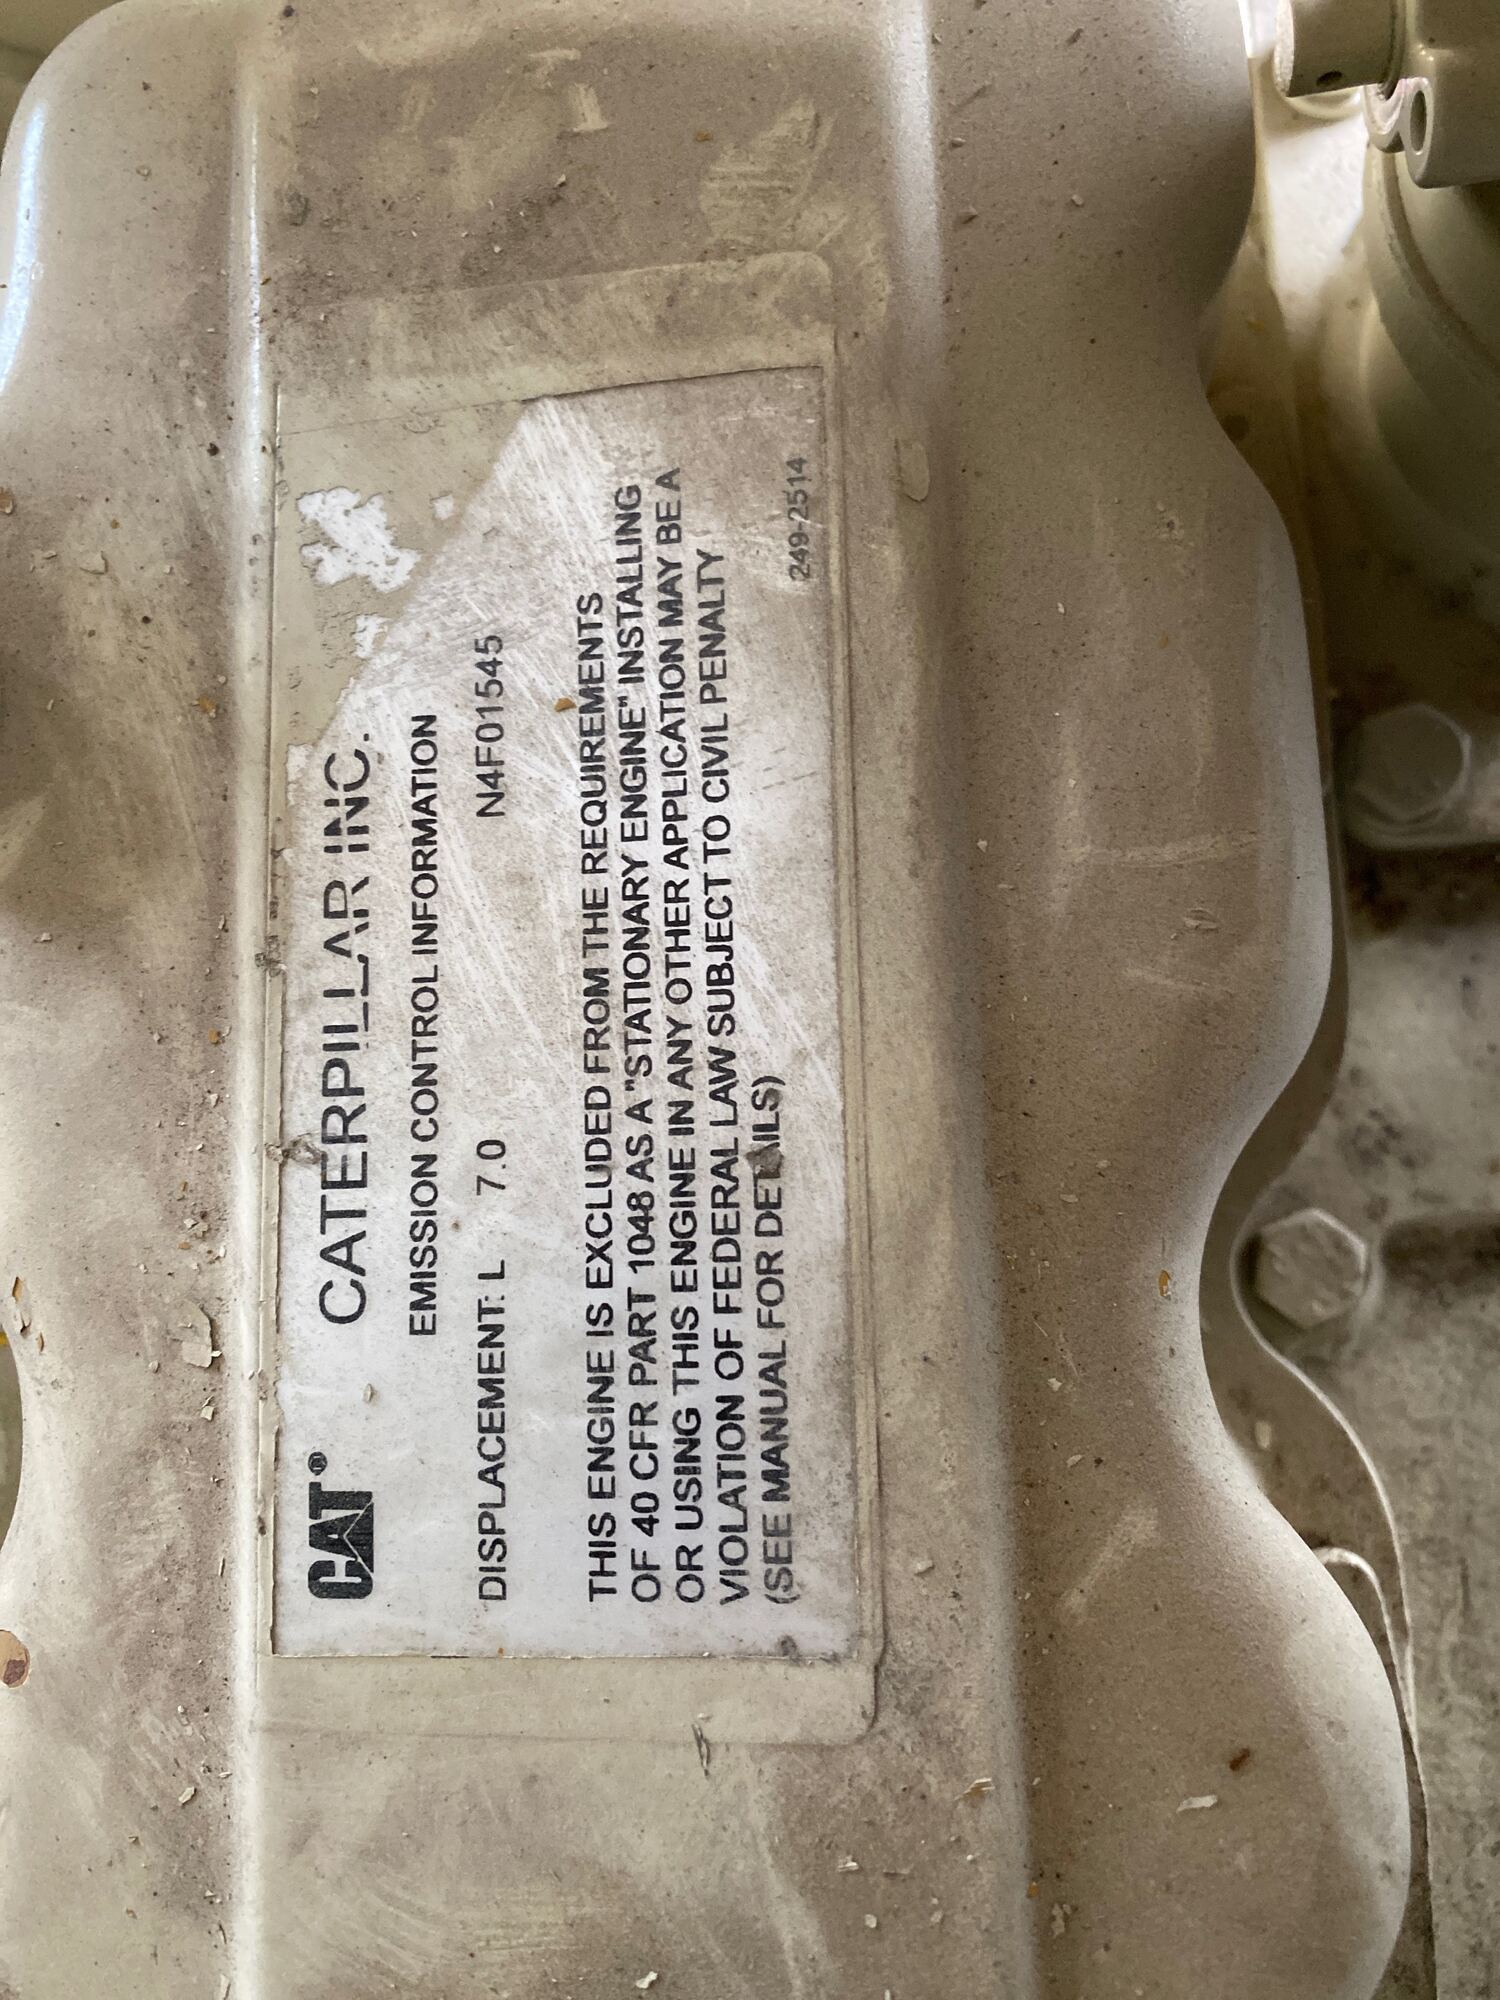 CAT® CATERPILLAR INC.
EMISSION CONTROL INFORMATION
DISPLACEMENT: L 7.0 N4F01545
THIS ENGINE IS EXCLUDED FROM THE REQUIREMENTS
OF 40 CFR PART 1048 AS A "STATIONARY ENGINE" INSTALLING
OR USING THIS ENGINE IN ANY OTHER APPLICATION MAY BE A
VIOLATION OF FEDERAL LAW SUBJECT TO CIVIL PENALTY
(SEE MANUAL FOR DETAILS)
249-2514